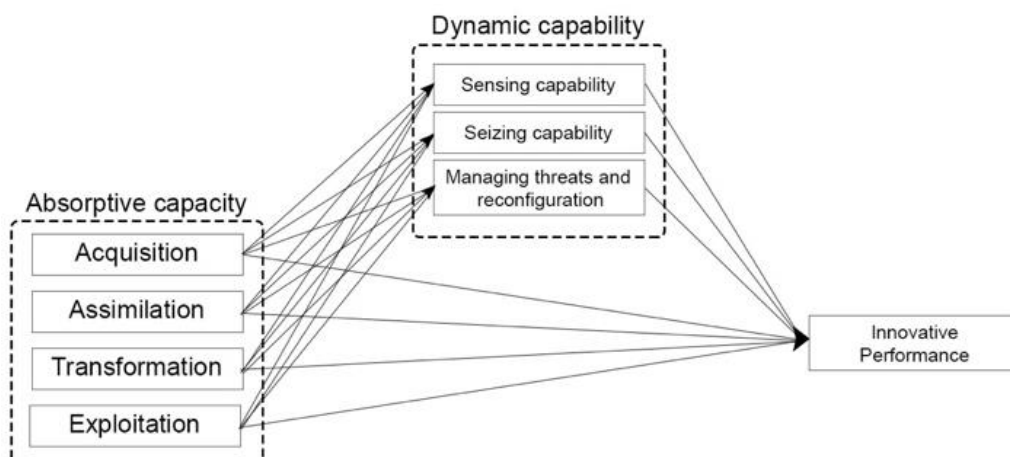 Dynamic capability
Sensing capability
Seizing capability
Managing threats and
reconfiguration
Absorptive capacity
Acquisition
Assimilation
Transformation
Exploitation
Innovative
Performance